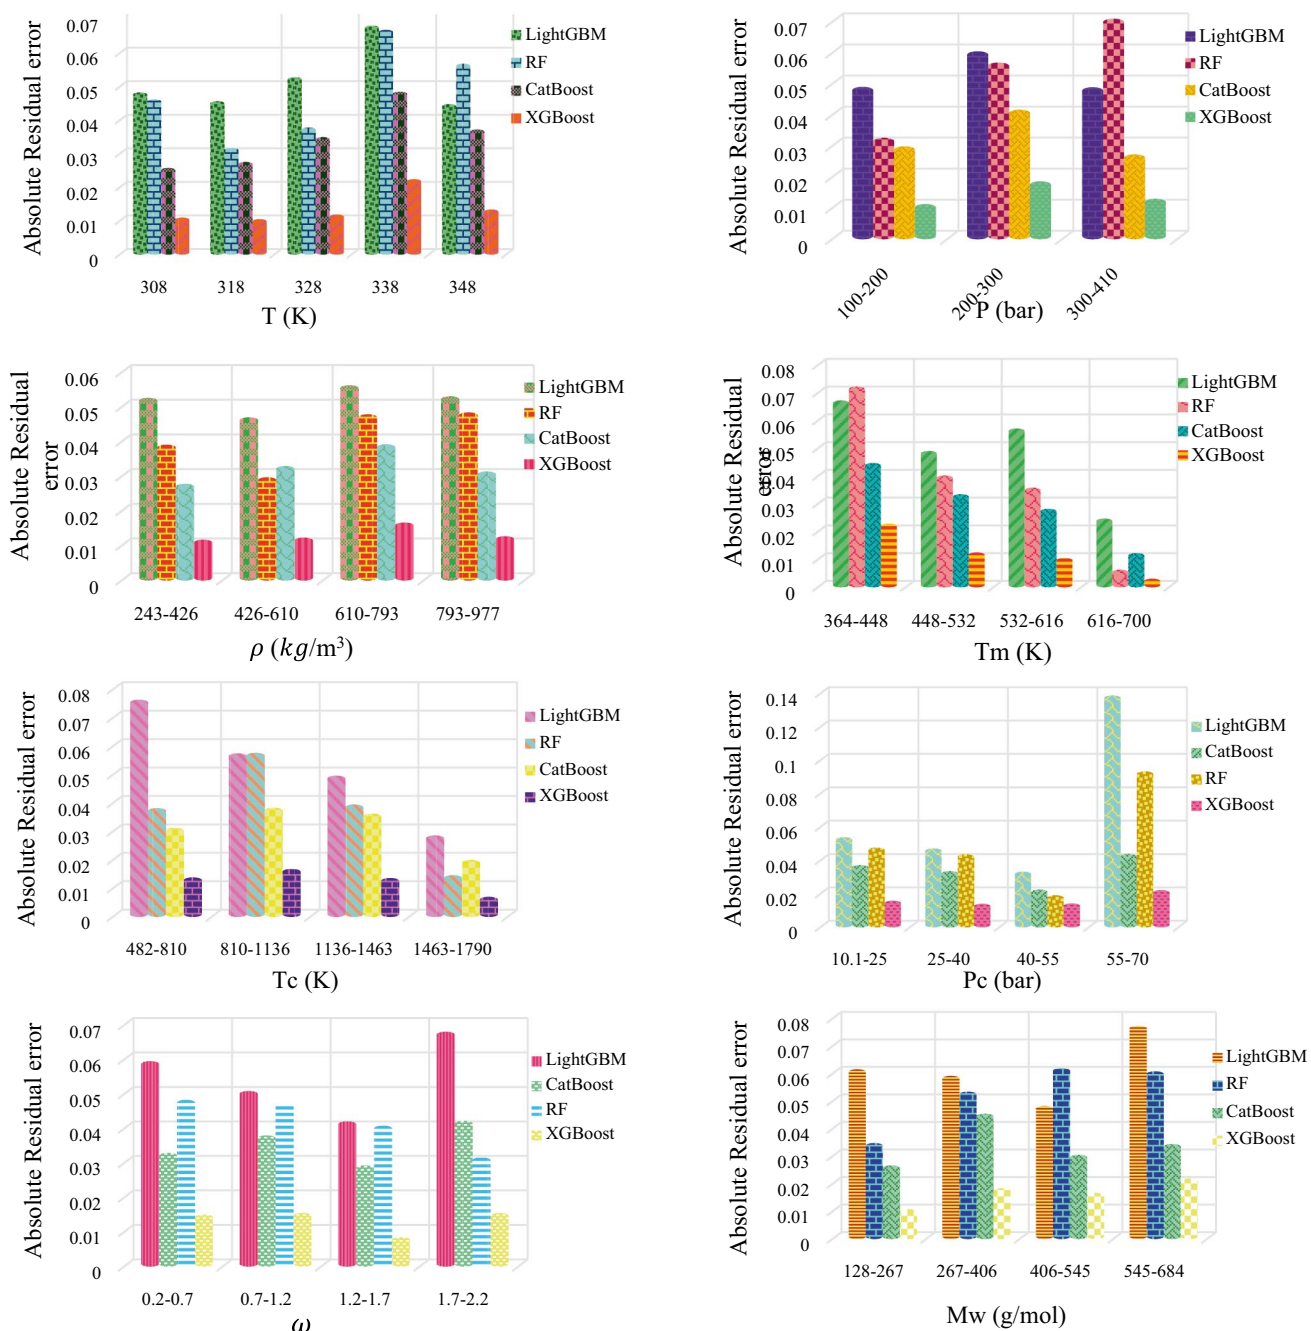 Absolute Residual error
0.07
0.06
0.05
0.04
0.03
0.02
0.01
0
308
318
328
338
348
T (K)
LightGBM
RF
CatBoost
XGBoost
Absolute Residual error
0.07
0.06
0.05
0.04
0.03
0.02
0.01
0
100-200
200-300
300-410
P (bar)
LightGBM
RF
CatBoost
XGBoost
Absolute Residual
error
0.06
0.05
0.04
0.03
0.02
0.01
0
243-426
426-610
610-793
793-977
ρ (kg/m³)
LightGBM
RF
CatBoost
XGBoost
Absolute Residual
error
0.08
0.07
0.06
0.05
0.04
0.03
0.02
0.01
0
364-448
448-532
532-616
616-700
Tm (K)
LightGBM
RF
CatBoost
XGBoost
Absolute Residual error
0.08
0.07
0.06
0.05
0.04
0.03
0.02
0.01
0
482-810
810-1136
1136-1463
1463-1790
Tc (K)
LightGBM
RF
CatBoost
XGBoost
Absolute Residual error
0.14
0.12
0.1
0.08
0.06
0.04
0.02
0
10.1-25
25-40
40-55
55-70
Pc (bar)
LightGBM
CatBoost
RF
XGBoost
Absolute Residual error
0.07
0.06
0.05
0.04
0.03
0.02
0.01
0
0.2-0.7
0.7-1.2
1.2-1.7
1.7-2.2
ω
LightGBM
CatBoost
RF
XGBoost
Absolute Residual error
0.08
0.07
0.06
0.05
0.04
0.03
0.02
0.01
0
128-267
267-406
406-545
545-684
Mw (g/mol)
LightGBM
RF
CatBoost
XGBoost